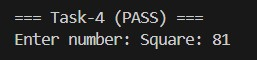 === Task-4 (PASS) ===
Enter number: Square: 81